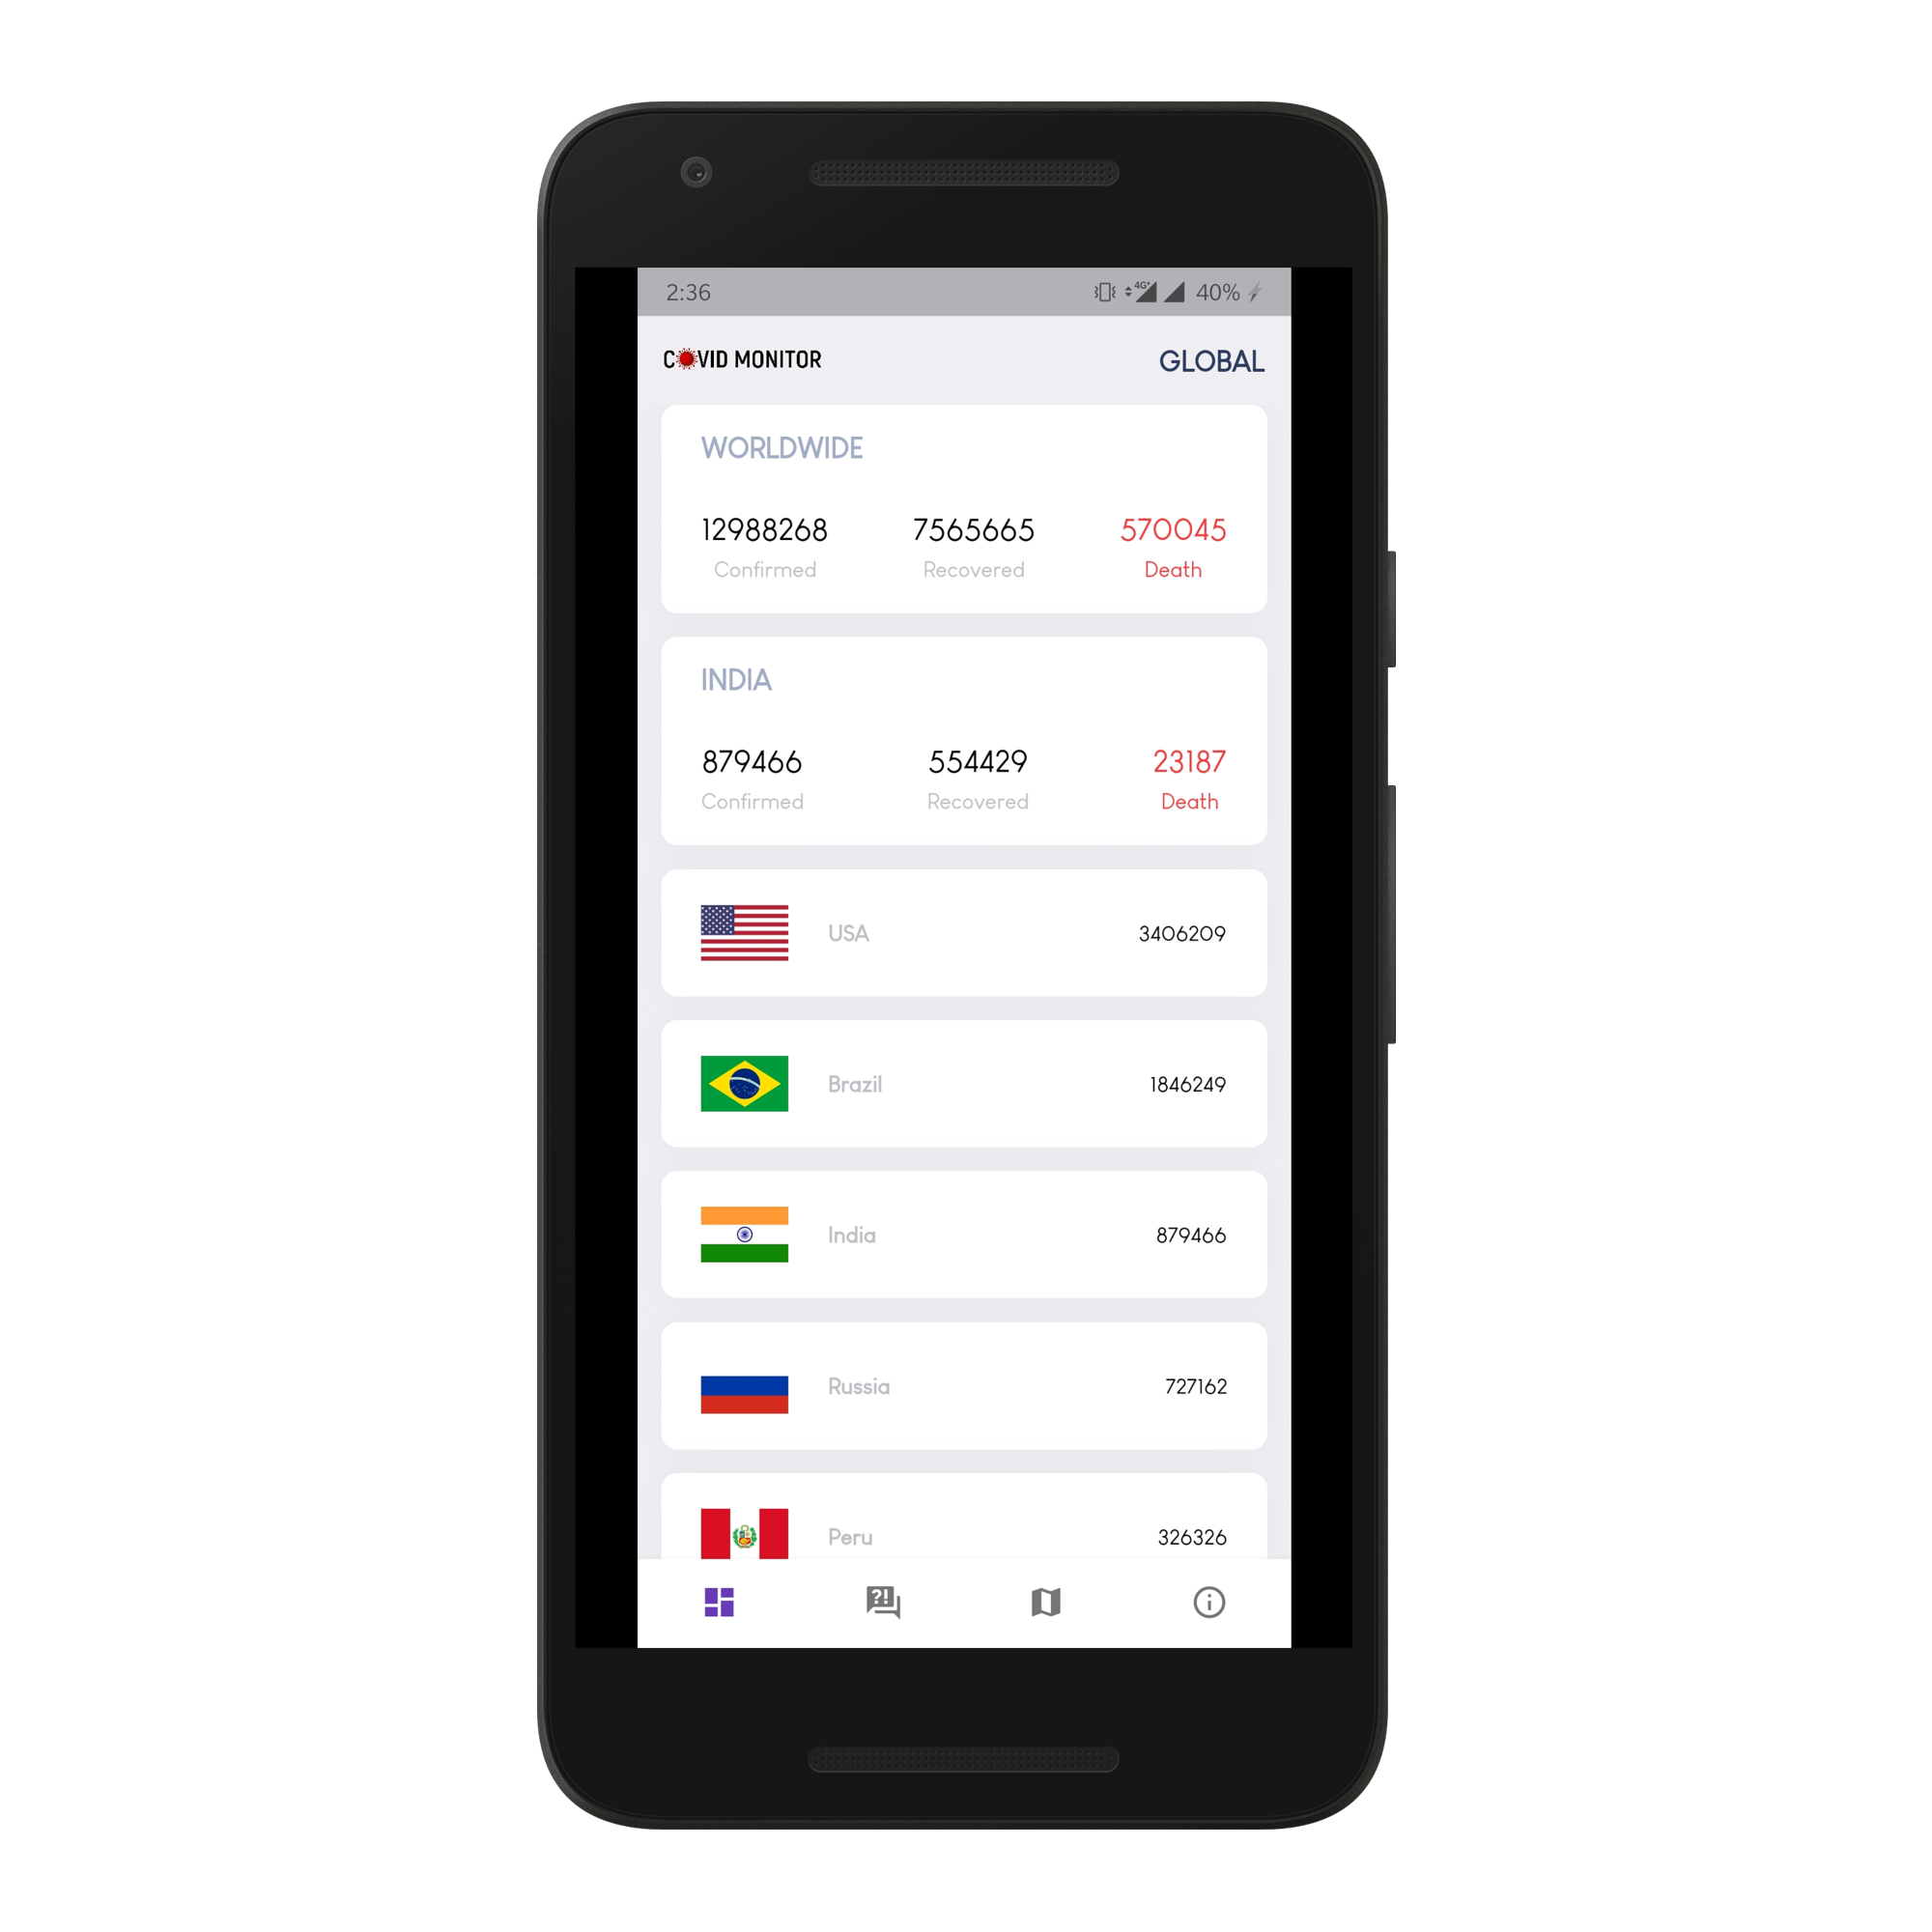 2:36 4G+ 40%
COVID MONITOR GLOBAL
WORLDWIDE
12988268 7565665 570045
Confirmed Recovered Death
INDIA
879466 554429 23187
Confirmed Recovered Death
USA 3406209
Brazil 1846249
India 879466
Russia 727162
Peru 326326
?!